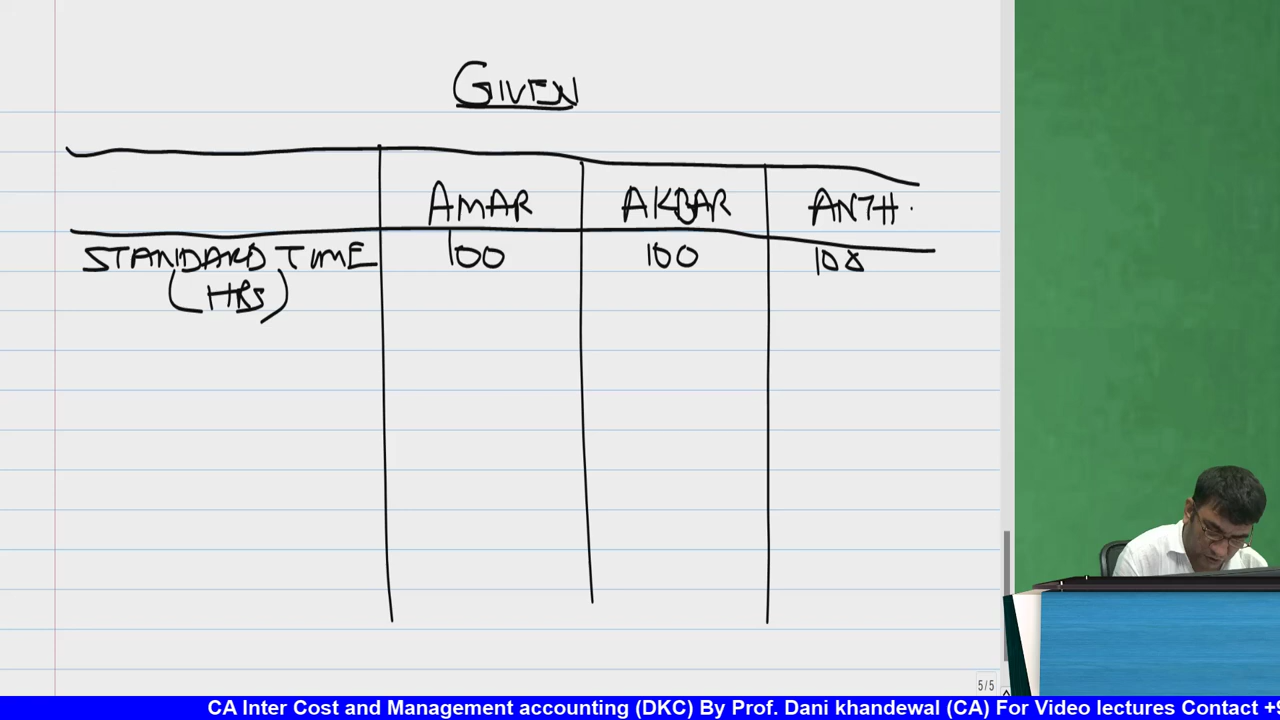 GIVEN
AMAR AKBAR ANTH.
STANDARD TIME 100 100 100
(HRS)
5/5
CA Inter Cost and Management accounting (DKC) By Prof. Dani khandewal (CA) For Video lectures Contact +9